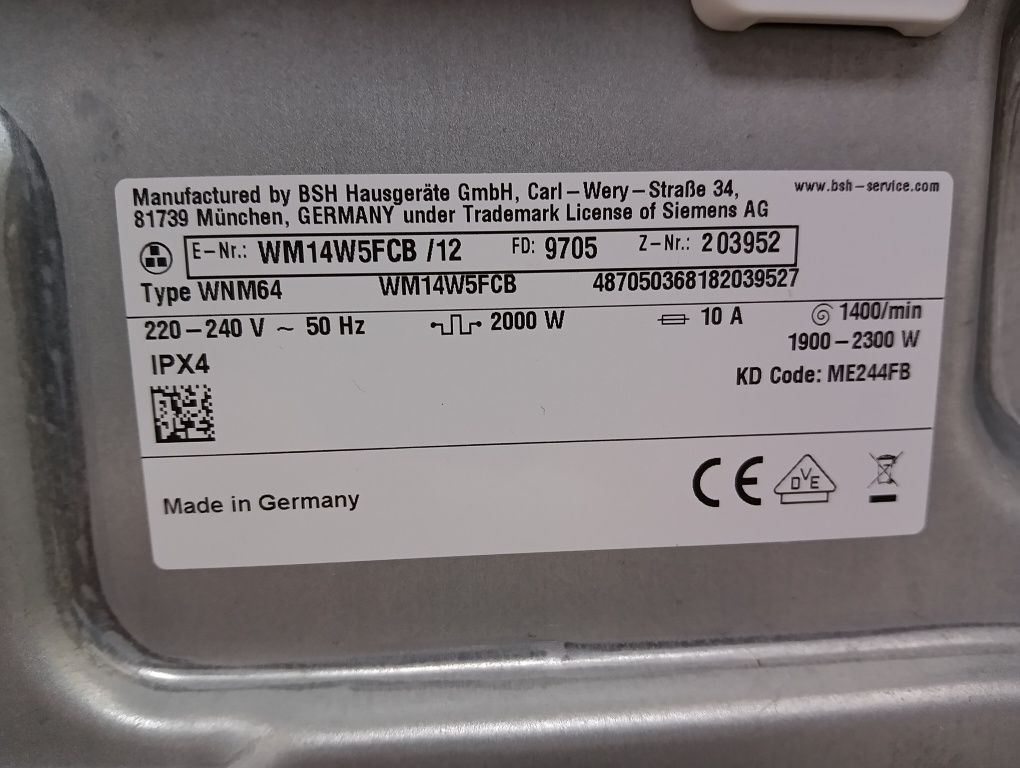 Manufactured by BSH Hausgeräte GmbH, Carl-Wery-Straße 34, www.bsh-service.com
81739 München, GERMANY under Trademark License of Siemens AG
E-Nr.: WM14W5FCB /12 FD: 9705 Z-Nr.: 203952
Type WNM64 WM14W5FCB 487050368182039527
220-240 V ~ 50 Hz 2000 W 10 A 1400/min
1900-2300 W
IPX4
KD Code: ME244FB
Made in Germany
CE DVE